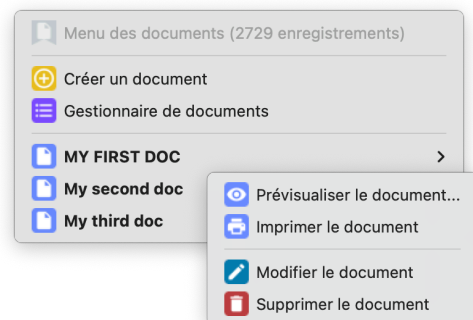 Menu des documents (2729 enregistrements)
Créer un document
Gestionnaire de documents
MY FIRST DOC
My second doc
My third doc
Prévisualiser le document...
Imprimer le document
Modifier le document
Supprimer le document